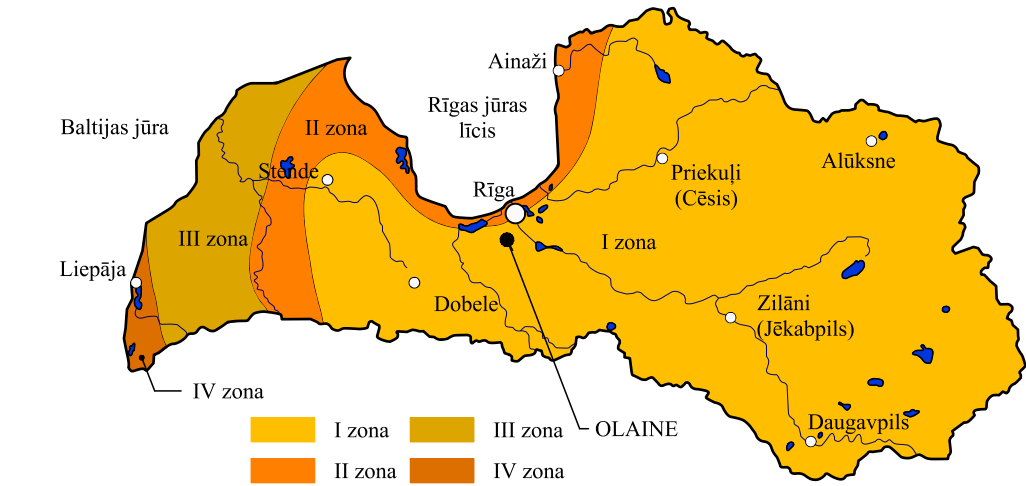 Ainaži
Rīgas jūras
līcis
Baltijas jūra
II zona
Alūksne
Stende
Priekuļi
(Cēsis)
Rīga
III zona
I zona
Liepāja
Dobele
Zilāni
(Jēkabpils)
IV zona
Daugavpils
OLAINE
I zona
III zona
II zona
IV zona